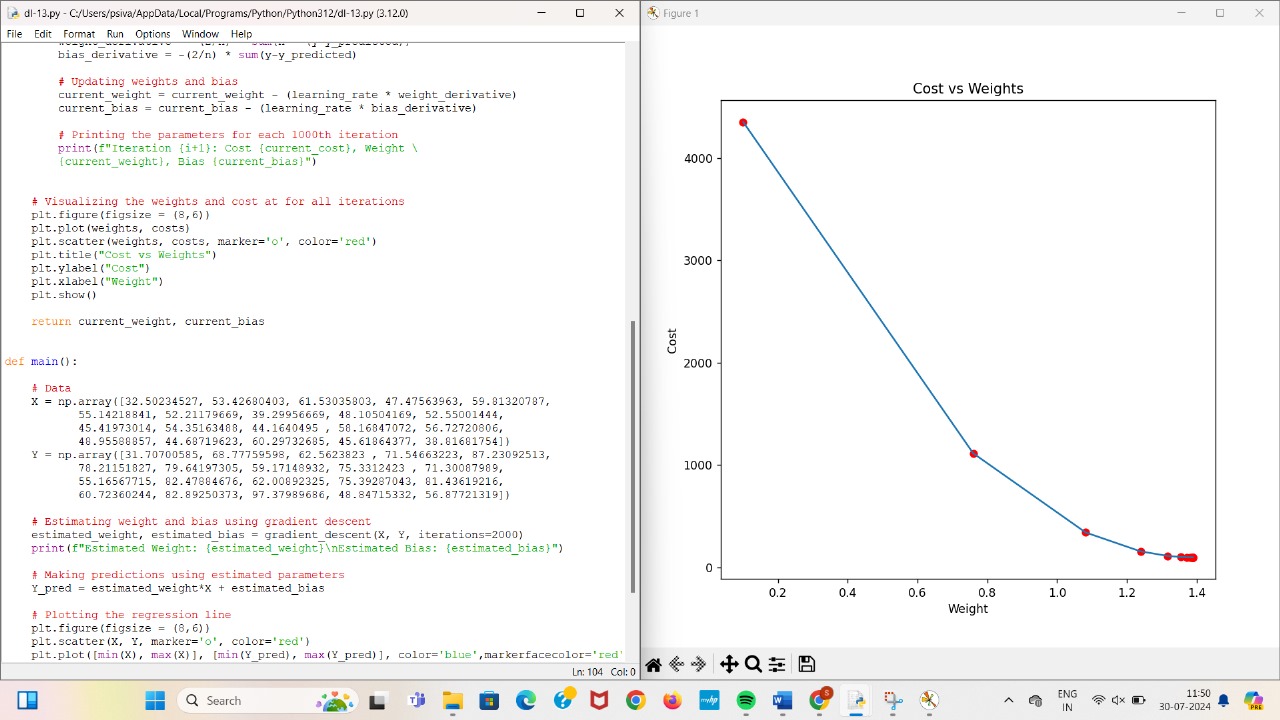 dl-13.py - C:/Users/psiva/AppData/Local/Programs/Python/Python312/dl-13.py (3.12.0)
File Edit Format Run Options Window Help
bias_derivative = -(2/n) * sum(y-y_predicted)
# Updating weights and bias
current_weight = current_weight - (learning_rate * weight_derivative)
current_bias = current_bias - (learning_rate * bias_derivative)
# Printing the parameters for each 1000th iteration
print(f"Iteration {i+1}: Cost {current_cost}, Weight \
{current_weight}, Bias {current_bias}")
# Visualizing the weights and cost at for all iterations
plt.figure(figsize = (8,6))
plt.plot(weights, costs)
plt.scatter(weights, costs, marker='o', color='red')
plt.title("Cost vs Weights")
plt.ylabel("Cost")
plt.xlabel("Weight")
plt.show()
return current_weight, current_bias
def main():
# Data
X = np.array([32.50234527, 53.42680403, 61.53035803, 47.47563963, 59.81320787,
55.14218841, 52.21179669, 39.29956669, 48.10504169, 52.55001444,
45.41973014, 54.35163488, 44.1640495 , 58.16847072, 56.72720806,
48.95588857, 44.68719623, 60.29732685, 45.61864377, 38.81681754])
Y = np.array([31.70700585, 68.77759598, 62.5623823 , 71.54663223, 87.23092513,
78.21151827, 79.64197305, 59.17148932, 75.3312423 , 71.30087989,
55.16567715, 82.47884676, 62.00892325, 75.39287043, 81.43619216,
60.72360244, 82.89250373, 97.37989686, 48.84715332, 56.87721319])
# Estimating weight and bias using gradient descent
estimated_weight, estimated_bias = gradient_descent(X, Y, iterations=2000)
print(f"Estimated Weight: {estimated_weight}\nEstimated Bias: {estimated_bias}")
# Making predictions using estimated parameters
Y_pred = estimated_weight*X + estimated_bias
# Plotting the regression line
plt.figure(figsize = (8,6))
plt.scatter(X, Y, marker='o', color='red')
plt.plot([min(X), max(X)], [min(Y_pred), max(Y_pred)], color='blue',markerfacecolor='red'
Ln: 104 Col: 0
Figure 1
Cost vs Weights
4000
3000
2000
1000
0
Cost
0.2 0.4 0.6 0.8 1.0 1.2 1.4
Weight
Search
ENG
IN
11:50
30-07-2024